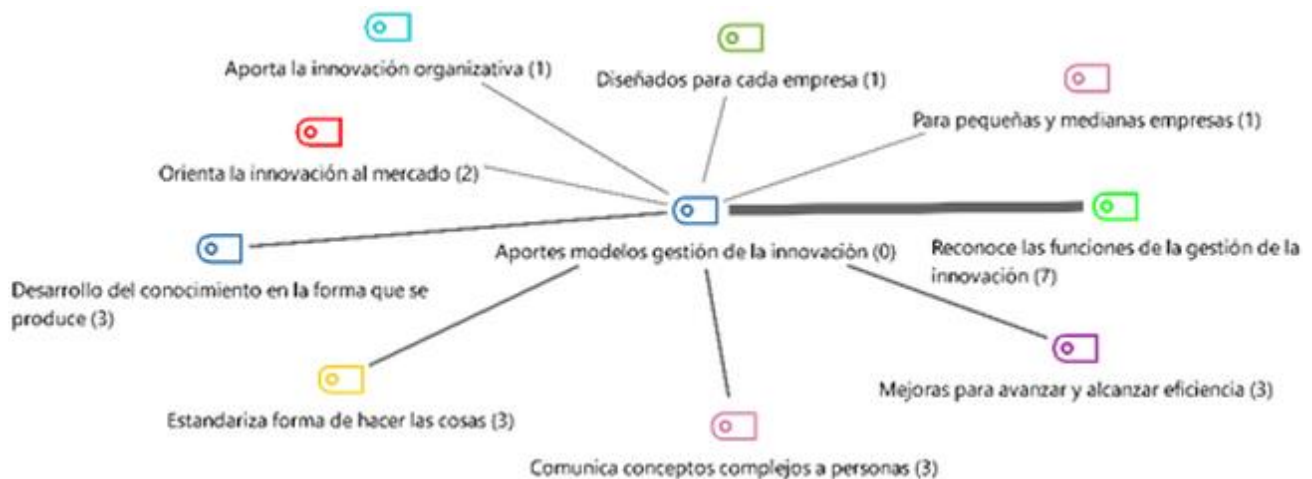 Aporta la innovación organizativa (1)
Diseñados para cada empresa (1)
Para pequeñas y medianas empresas (1)
Orienta la innovación al mercado (2)
Aportes modelos gestión de la innovación (0)
Reconoce las funciones de la gestión de la
innovación (7)
Desarrollo del conocimiento en la forma que se
produce (3)
Mejoras para avanzar y alcanzar eficiencia (3)
Estandariza forma de hacer las cosas (3)
Comunica conceptos complejos a personas (3)